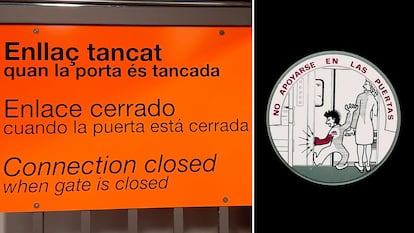 Enllaç tancat
quan la porta és tancada
Enlace cerrado
cuando la puerta está cerrada
Connection closed
when gate is closed
NO APOYARSE EN LAS PUERTAS